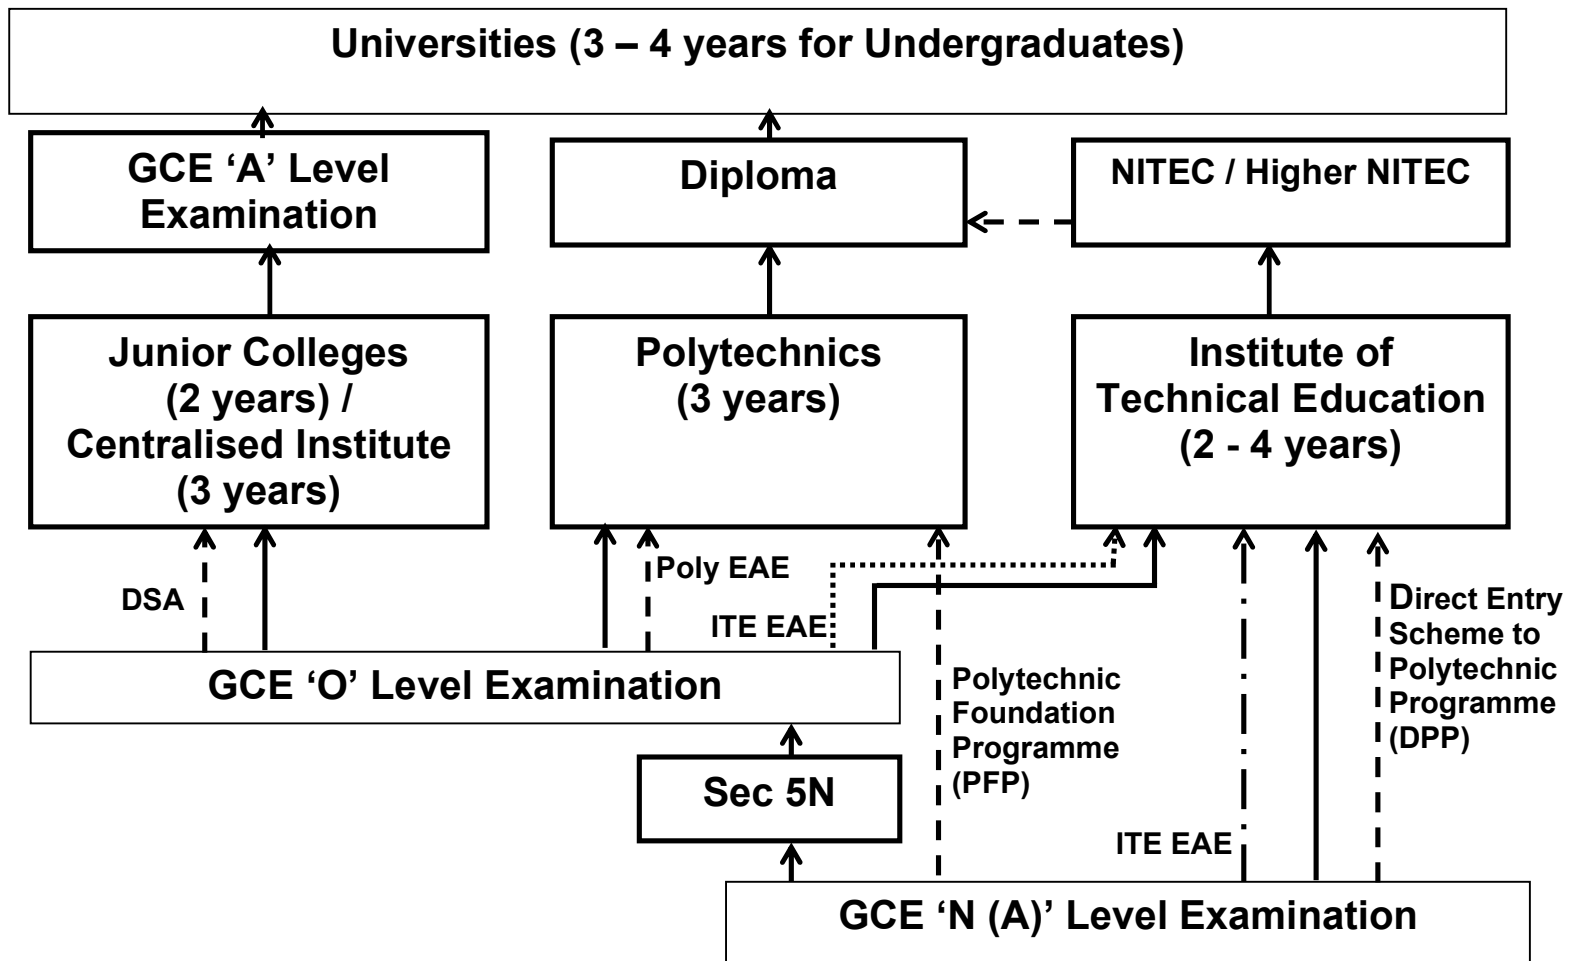 Universities (3 – 4 years for Undergraduates)
GCE ‘A’ Level
Examination
Diploma
NITEC / Higher NITEC
Junior Colleges
(2 years) /
Centralised Institute
(3 years)
Polytechnics
(3 years)
Institute of
Technical Education
(2 - 4 years)
DSA
Poly EAE
ITE EAE
Direct Entry
Scheme to
Polytechnic
Programme
(DPP)
GCE ‘O’ Level Examination
Polytechnic
Foundation
Programme
(PFP)
Sec 5N
ITE EAE
GCE ‘N (A)’ Level Examination